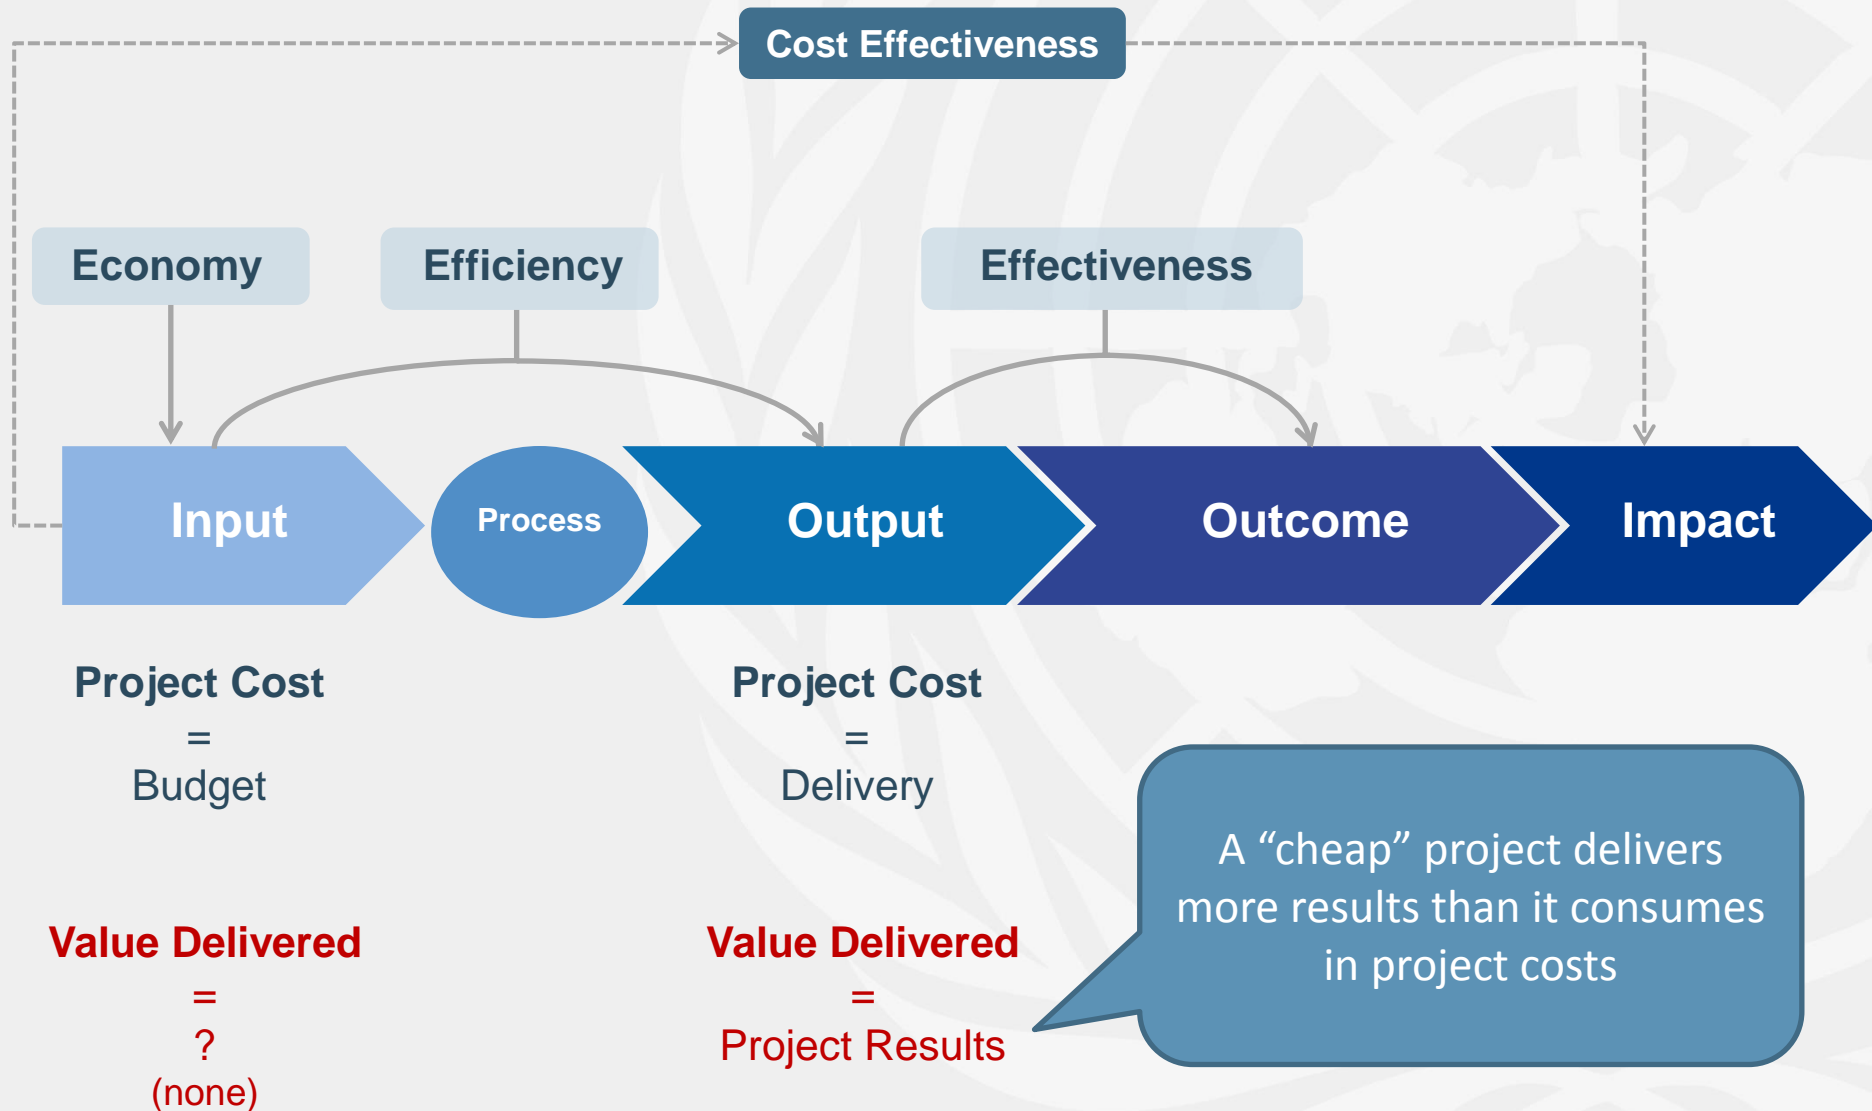 Cost Effectiveness
Economy
Efficiency
Effectiveness
Input
Process
Output
Outcome
Impact
Project Cost
=
Budget
Project Cost
=
Delivery
Value Delivered
=
?
(none)
Value Delivered
=
Project Results
A “cheap” project delivers
more results than it consumes
in project costs